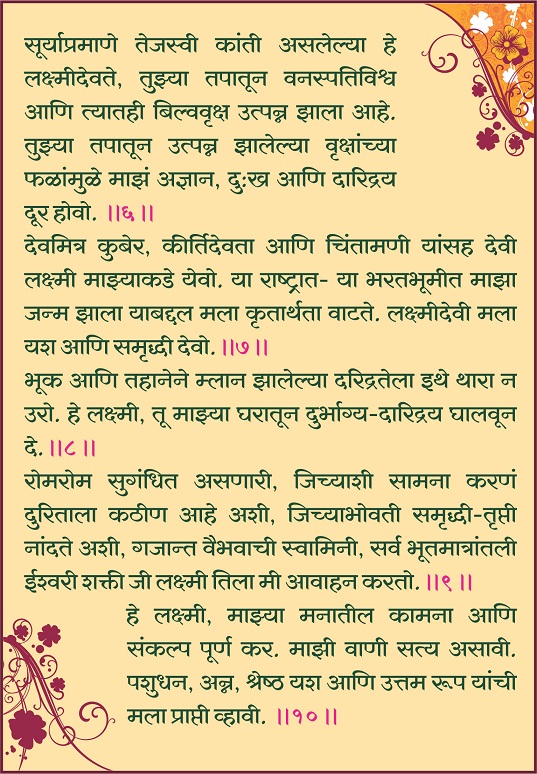 सूर्याप्रमाणे तेजस्वी कांती असलेल्या हे
लक्ष्मीदेवते, तुझ्या तपातून वनस्पतिविश्व
आणि त्यातही बिल्ववृक्ष उत्पन्न झाला आहे.
तुझ्या तपातून उत्पन्न झालेल्या वृक्षांच्या
फळांमुळे माझं अज्ञान, दुःख आणि दारिद्रय
दूर होवो. ॥६॥
देवमित्र कुबेर, कीर्तिदेवता आणि चिंतामणी यांसह देवी
लक्ष्मी माझ्याकडे येवो. या राष्ट्रात- या भरतभूमीत माझा
जन्म झाला याबद्दल मला कृतार्थता वाटते. लक्ष्मीदेवी मला
यश आणि समृद्धी देवो. ॥७॥
भूक आणि तहानेने म्लान झालेल्या दरिद्रतेला इथे थारा न
उरो. हे लक्ष्मी, तू माझ्या घरातून दुर्भाग्य-दारिद्रय घालवून
दे. ॥८॥
रोमरोम सुगंधित असणारी, जिच्याशी सामना करणं
दुरिताला कठीण आहे अशी, जिच्याभोवती समृद्धी-तृप्ती
नांदते अशी, गजान्त वैभवाची स्वामिनी, सर्व भूतमात्रांतली
ईश्वरी शक्ती जी लक्ष्मी तिला मी आवाहन करतो. ॥९॥
हे लक्ष्मी, माझ्या मनातील कामना आणि
संकल्प पूर्ण कर. माझी वाणी सत्य असावी.
पशुधन, अन्न, श्रेष्ठ यश आणि उत्तम रूप यांची
मला प्राप्ती व्हावी. ॥१०॥